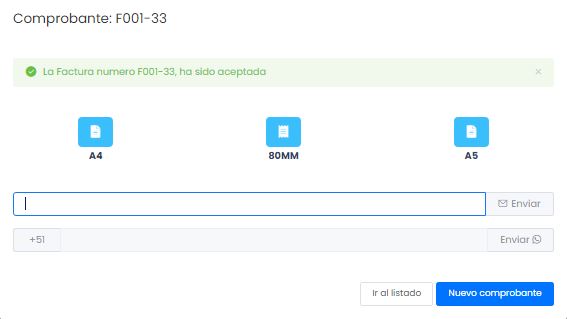 Comprobante: F001-33
La Factura numero F001-33, ha sido aceptada
A4
80MM
A5
Enviar
+51
Enviar
Ir al listado
Nuevo comprobante